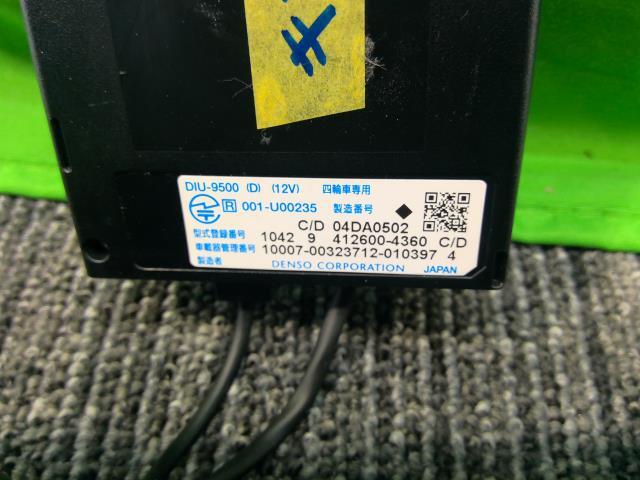 DIU-9500 (D) (12V) 四輪車専用
R 001-U00235 製造番号
C/D 04DA0502
型式登録番号 1042 9 412600-4360 C/D
車載器管理番号 10007-00323712-010397 4
製造者 DENSO CORPORATION JAPAN